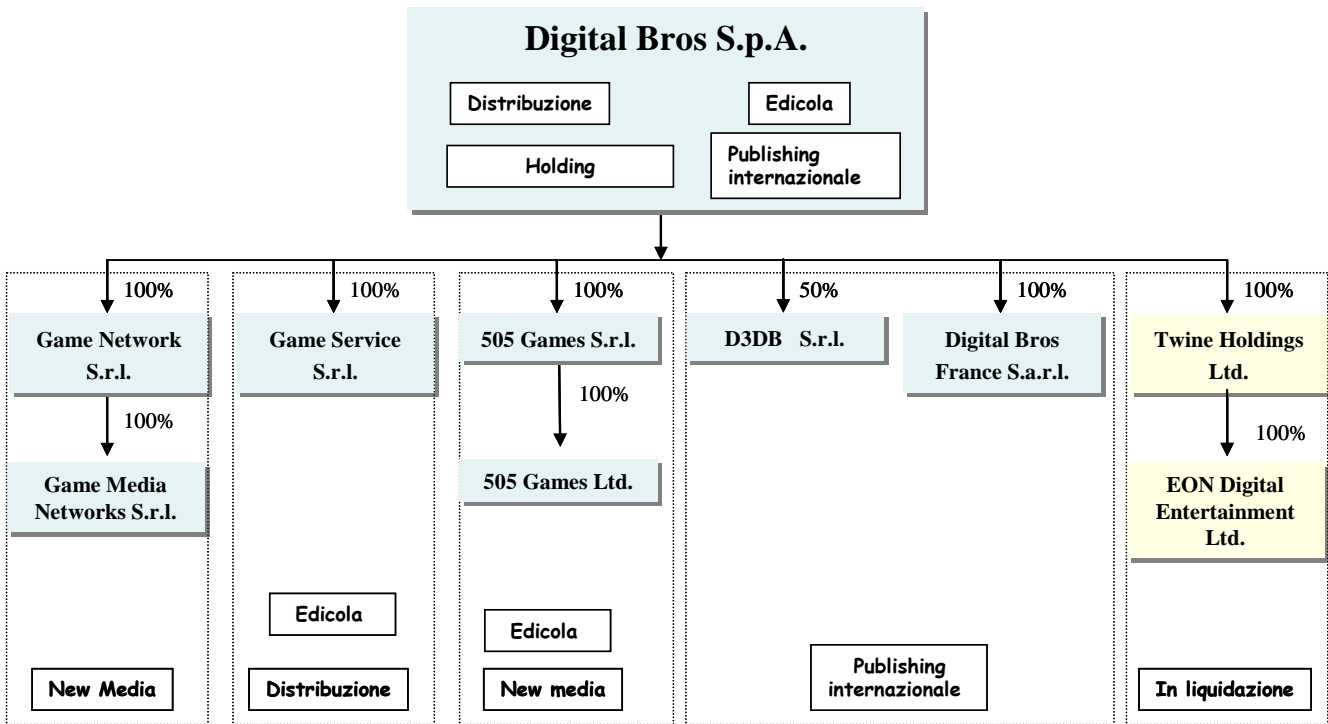 Digital Bros S.p.A.
Distribuzione
Edicola
Holding
Publishing
internazionale
100%
100%
100%
50%
100%
100%
Game Network
S.r.l.
Game Service
S.r.l.
505 Games S.r.l.
D3DB S.r.l.
Digital Bros
France S.a.r.l.
Twine Holdings
Ltd.
100%
100%
100%
Game Media
Networks S.r.l.
505 Games Ltd.
EON Digital
Entertainment
Ltd.
Edicola
Edicola
New Media
Distribuzione
New media
Publishing
internazionale
In liquidazione